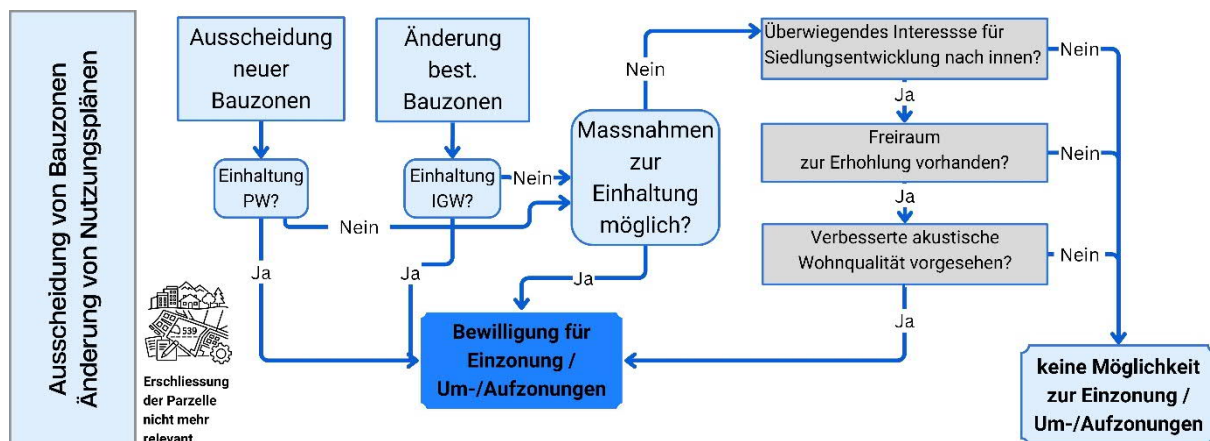 Ausscheidung von Bauzonen
Änderung von Nutzungsplänen
Ausscheidung
neuer
Bauzonen
Änderung
best.
Bauzonen
Einhaltung
PW?
Einhaltung
IGW?
Nein
Nein
Ja
Ja
Massnahmen
zur
Einhaltung
möglich?
Nein
Ja
Überwiegendes Interessse für
Siedlungsentwicklung nach innen?
Nein
Ja
Freiraum
zur Erhohlung vorhanden?
Nein
Ja
Verbesserte akustische
Wohnqualität vorgesehen?
Nein
Ja
539
Erschliessung
der Parzelle
nicht mehr
relevant
Bewilligung für
Einzonung /
Um-/Aufzonungen
keine Möglichkeit
zur Einzonung /
Um-/Aufzonungen